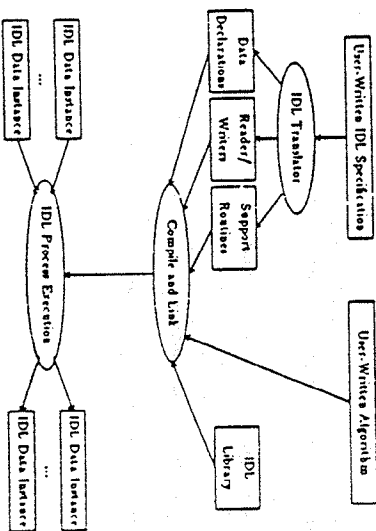 User-Written IDL Specification
User-Written Algorithm
IDL Translator
Data
Declarations
Reader/
Writers
Support
Routines
IDL
Library
Compile and Link
IDL Process Execution
IDL Data Instance
...
IDL Data Instance
IDL Data Instance
...
IDL Data Instance